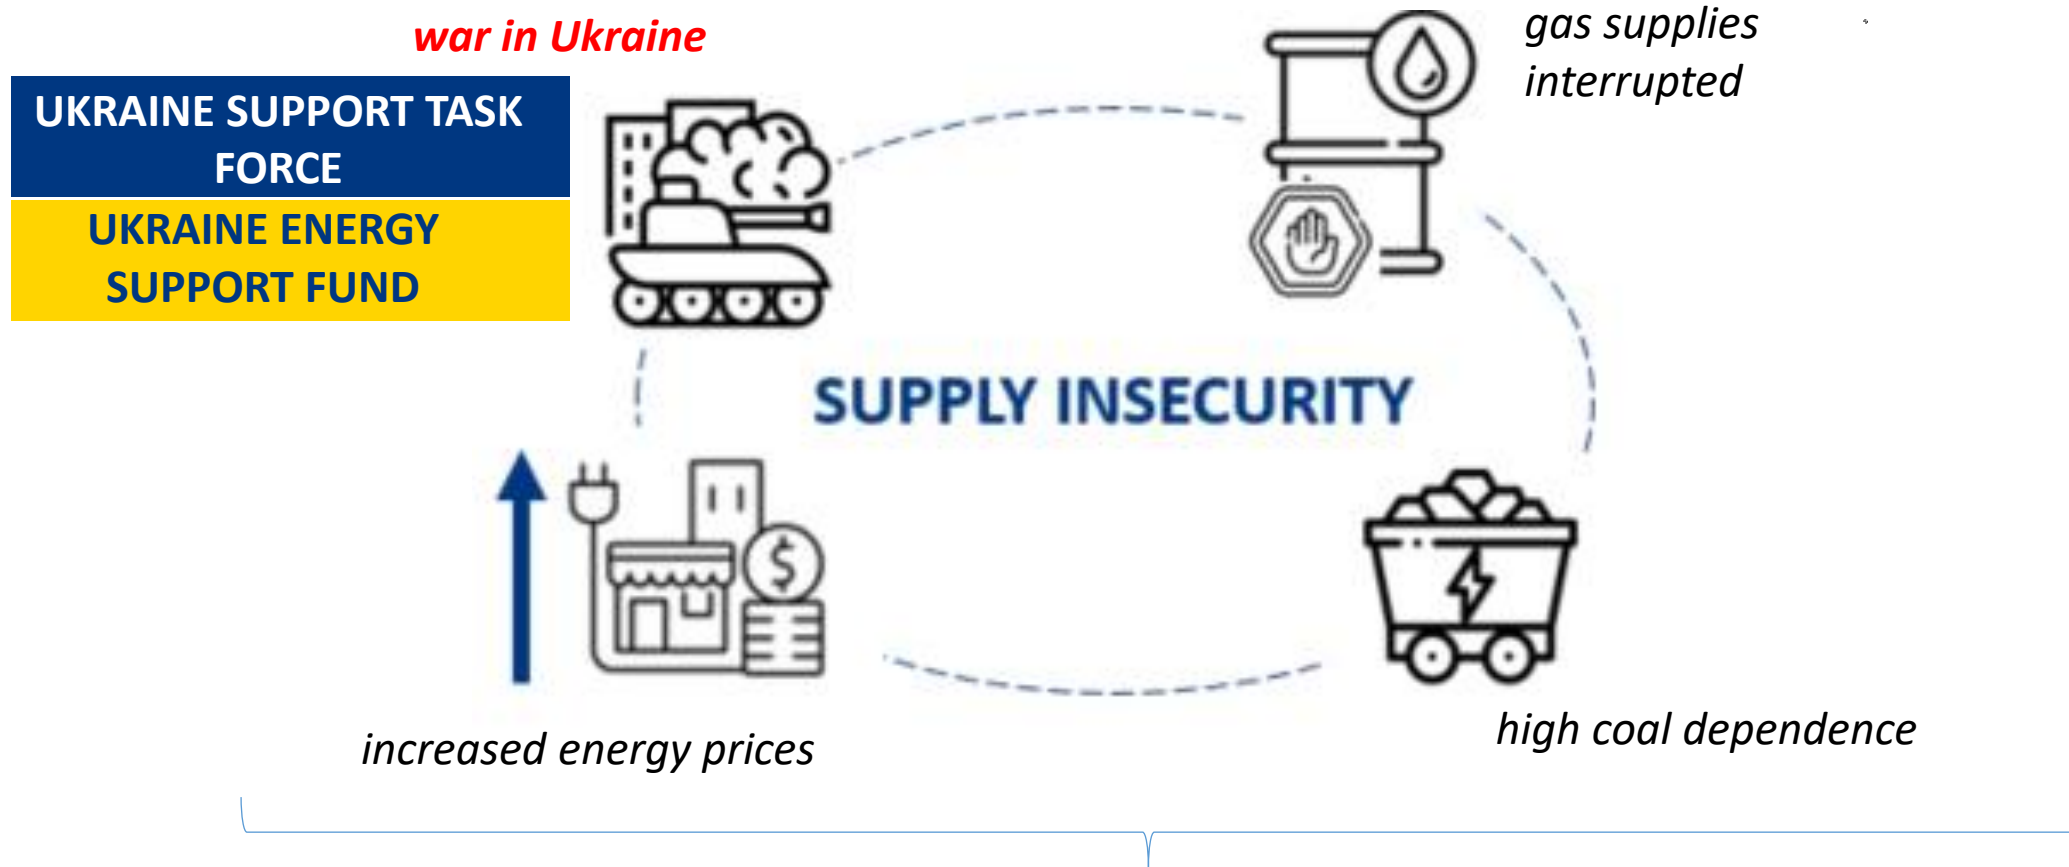 war in Ukraine
gas supplies
interrupted
UKRAINE SUPPORT TASK
FORCE
UKRAINE ENERGY
SUPPORT FUND
SUPPLY INSECURITY
$
increased energy prices
high coal dependence